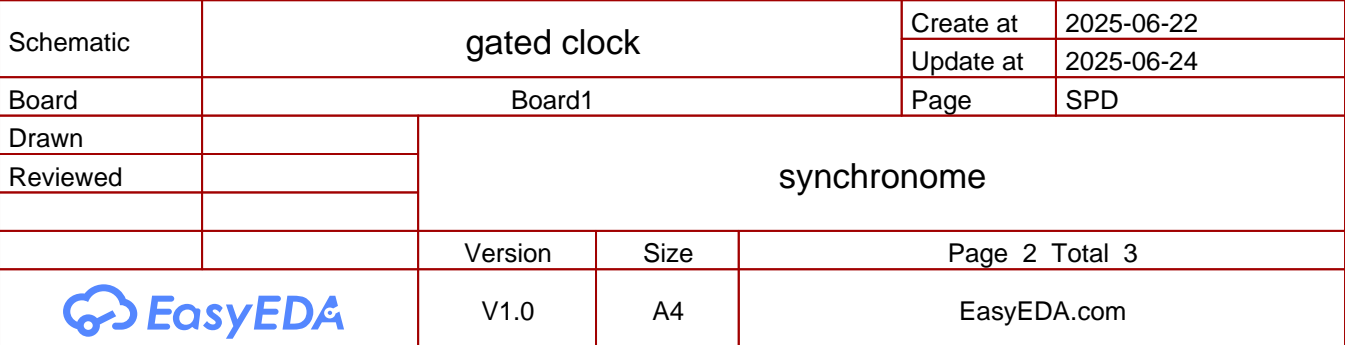 Schematic gated clock Create at 2025-06-22
Update at 2025-06-24
Board Board1 Page SPD
Drawn
Reviewed synchronome
Version Size Page 2 Total 3
EasyEDA V1.0 A4 EasyEDA.com